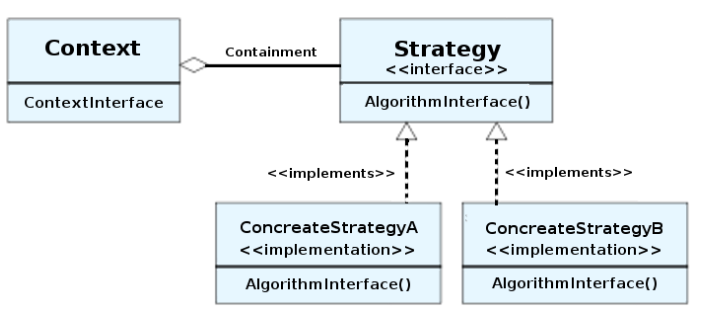 Context
ContextInterface
Containment
Strategy
<<interface>>
AlgorithmInterface()
<<implements>>
<<implements>>
ConcreateStrategyA
<<implementation>>
AlgorithmInterface()
ConcreateStrategyB
<<implementation>>
AlgorithmInterface()